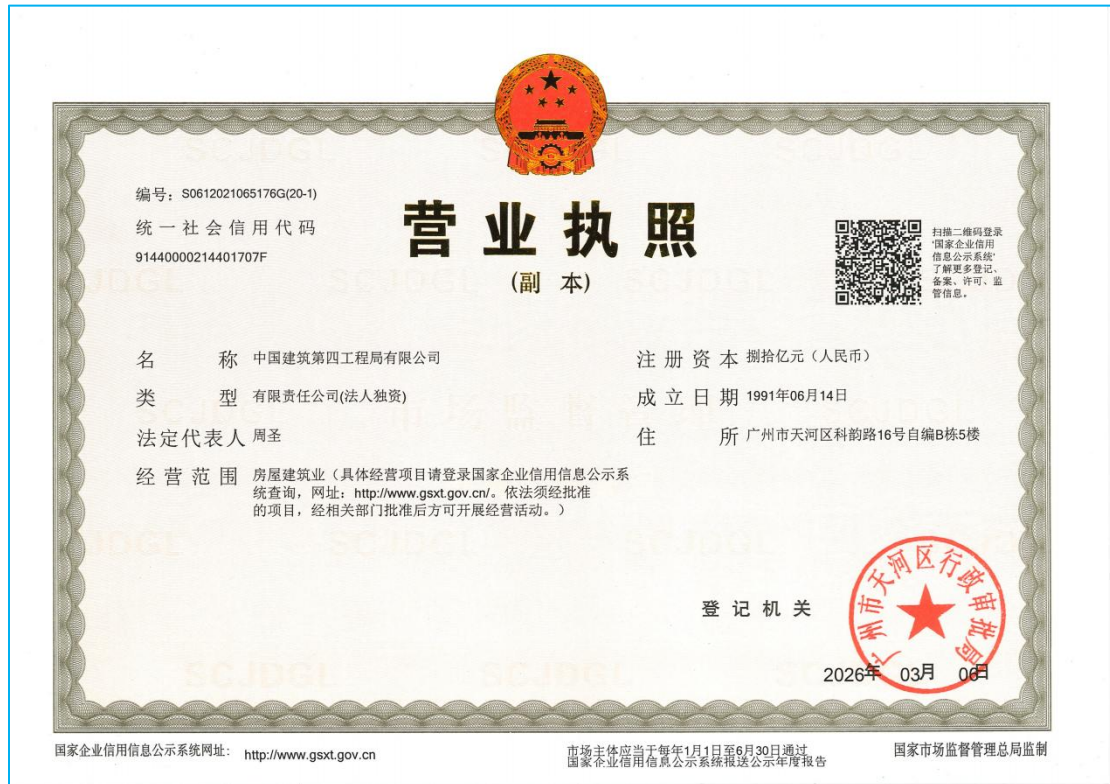 编号：S0612021065176G(20-1)
统一社会信用代码
91440000214401707F
营业执照
(副 本)
扫描二维码登录
‘国家企业信用
信息公示系统’
了解更多登记、
备案、许可、监
管信息。
名 称 中国建筑第四工程局有限公司
类 型 有限责任公司(法人独资)
法定代表人 周圣
经营范围 房屋建筑业（具体经营项目请登录国家企业信用信息公示系
统查询，网址：http://www.gsxt.gov.cn/。依法须经批准
的项目，经相关部门批准后方可开展经营活动。）
注册资本 捌拾亿元（人民币）
成立日期 1991年06月14日
住 所 广州市天河区科韵路16号自编B栋5楼
登记机关
广州市天河区行政审批局
2026年 03月 06日
国家企业信用信息公示系统网址： http://www.gsxt.gov.cn
市场主体应当于每年1月1日至6月30日通过
国家企业信用信息公示系统报送公示年度报告
国家市场监督管理总局监制